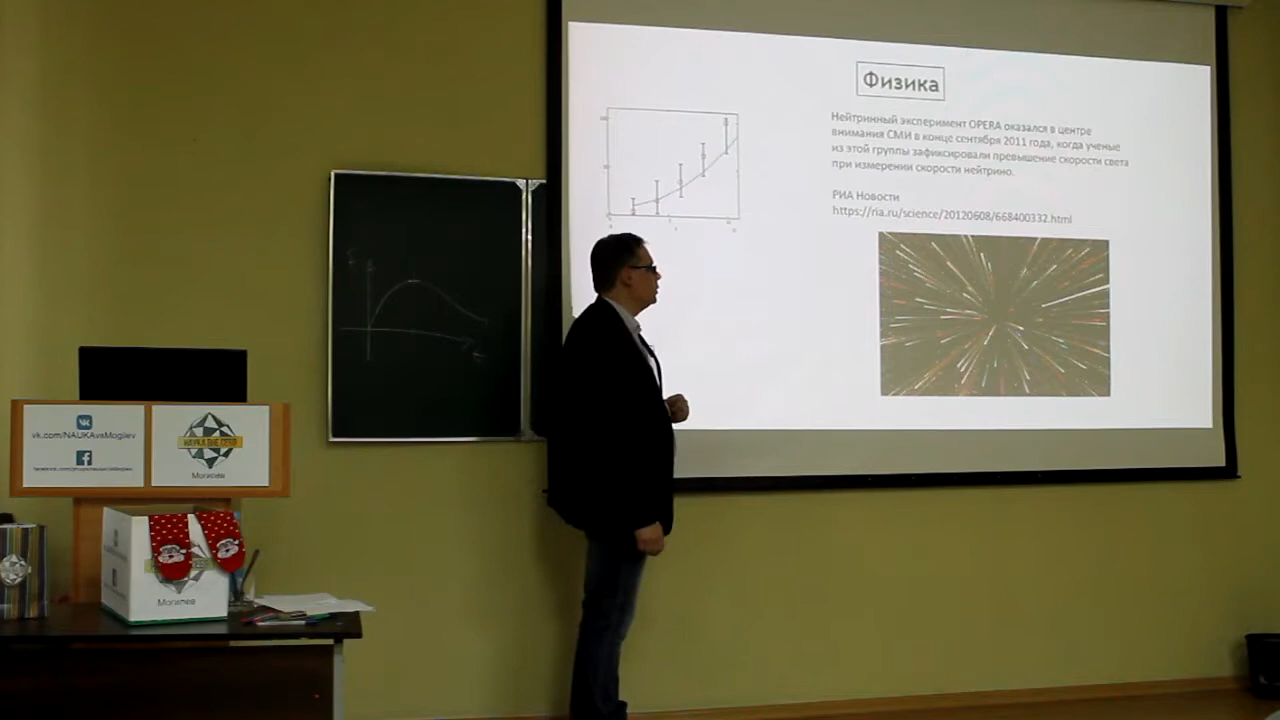 Физика
Нейтринный эксперимент OPERA оказался в центре
внимания СМИ в конце сентября 2011 года, когда ученые
из этой группы зафиксировали превышение скорости света
при измерении скорости нейтрино.
РИА Новости
https://ria.ru/science/20120608/668400332.html
vk.com/NAUKAvsMogilev
НАУКА ВНЕ СЕБЯ
Могилев
Могилев